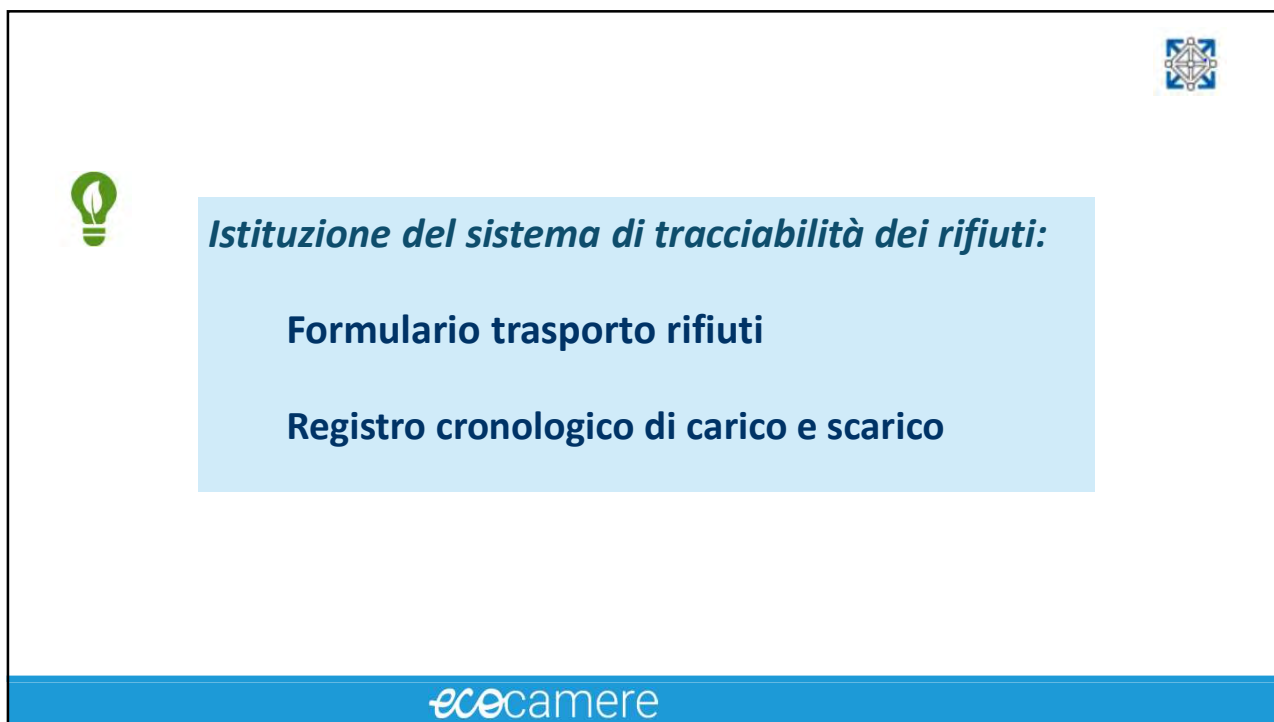 Istituzione del sistema di tracciabilità dei rifiuti:
Formulario trasporto rifiuti
Registro cronologico di carico e scarico
ecocamere